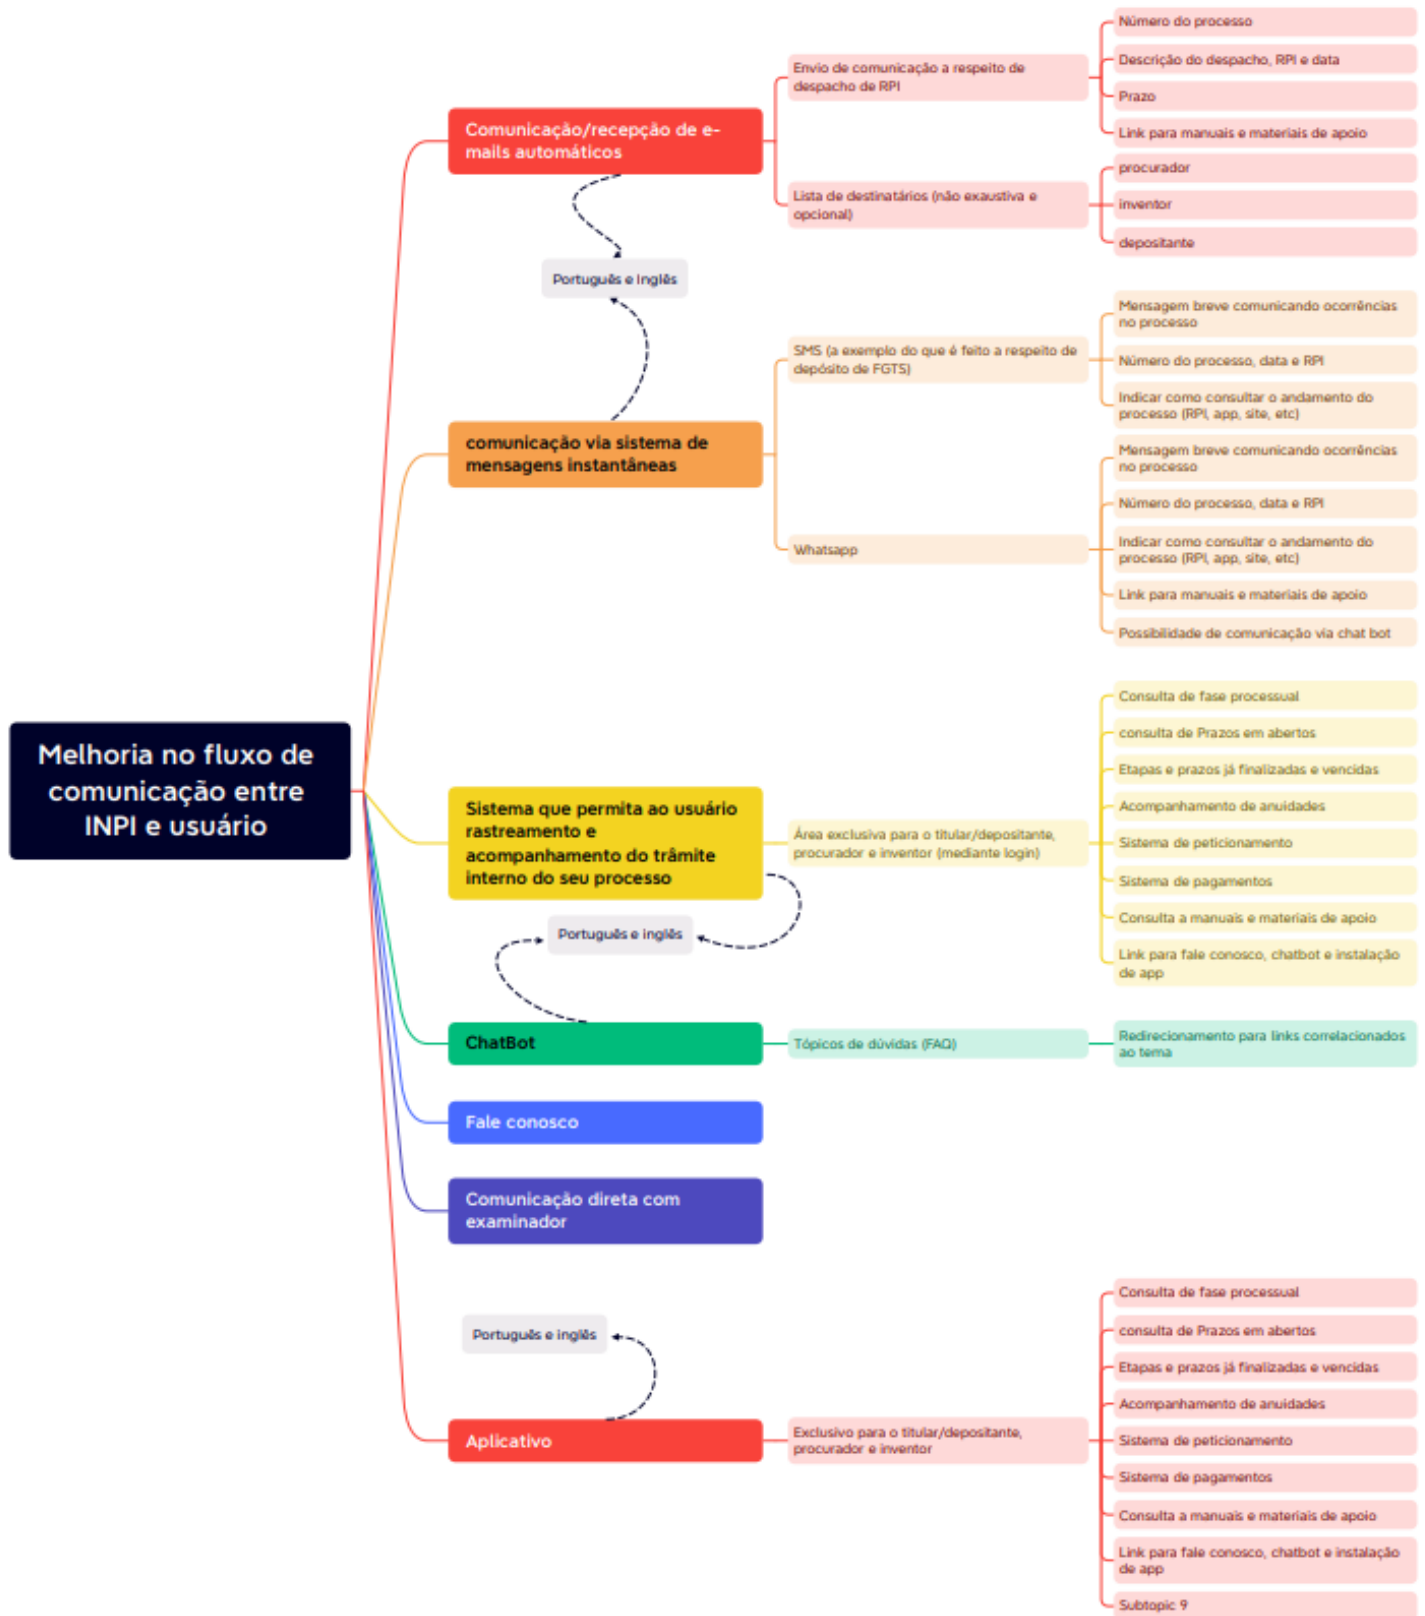 Melhoria no fluxo de
comunicação entre
INPI e usuário
Comunicação/recepção de e-
mails automáticos
Envio de comunicação a respeito de
despacho de RPI
Número do processo
Descrição do despacho, RPI e data
Prazo
Link para manuais e materiais de apoio
Lista de destinatários (não exaustiva e
opcional)
procurador
inventor
depositante
Português e Inglês
comunicação via sistema de
mensagens instantâneas
SMS (a exemplo do que é feito a respeito de
depósito de FGTS)
Mensagem breve comunicando ocorrências
no processo
Número do processo, data e RPI
Indicar como consultar o andamento do
processo (RPI, app, site, etc)
Whatsapp
Mensagem breve comunicando ocorrências
no processo
Número do processo, data e RPI
Indicar como consultar o andamento do
processo (RPI, app, site, etc)
Link para manuais e materiais de apoio
Possibilidade de comunicação via chat bot
Sistema que permita ao usuário
rastreamento e
acompanhamento do trâmite
interno do seu processo
Área exclusiva para o titular/depositante,
procurador e inventor (mediante login)
Consulta de fase processual
consulta de Prazos em abertos
Etapas e prazos já finalizadas e vencidas
Acompanhamento de anuidades
Sistema de peticionamento
Sistema de pagamentos
Consulta a manuais e materiais de apoio
Link para fale conosco, chatbot e instalação
de app
Português e inglês
ChatBot
Tópicos de dúvidas (FAQ)
Redirecionamento para links correlacionados
ao tema
Fale conosco
Comunicação direta com
examinador
Português e inglês
Aplicativo
Exclusivo para o titular/depositante,
procurador e inventor
Consulta de fase processual
consulta de Prazos em abertos
Etapas e prazos já finalizadas e vencidas
Acompanhamento de anuidades
Sistema de peticionamento
Sistema de pagamentos
Consulta a manuais e materiais de apoio
Link para fale conosco, chatbot e instalação
de app
Subtopic 9